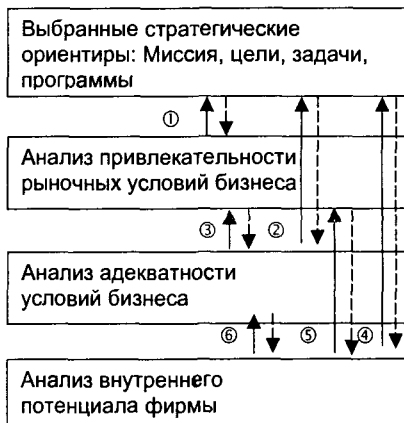 Выбранные стратегические
ориентиры: Миссия, цели, задачи,
программы
①
Анализ привлекательности
рыночных условий бизнеса
③ ②
Анализ адекватности
условий бизнеса
⑥ ⑤ ④
Анализ внутреннего
потенциала фирмы